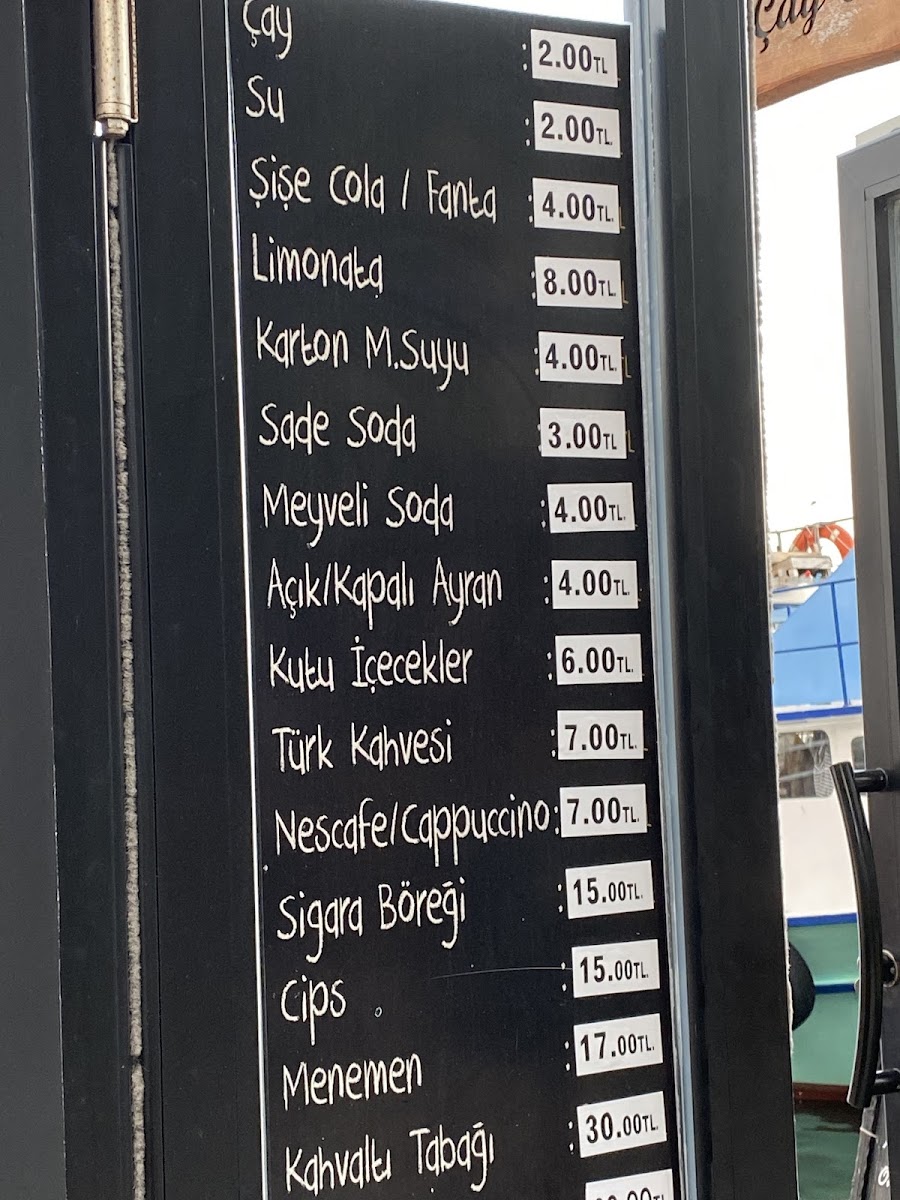 Çay : 2.00TL
Su : 2.00TL.
Şişe Cola / Fanta : 4.00TL.
Limonata : 8.00TL.
Karton M.Suyu : 4.00TL.
Sade Soda : 3.00TL
Meyveli Soda : 4.00TL.
Açık/Kapalı Ayran : 4.00TL.
Kutu İçecekler : 6.00TL.
Türk Kahvesi : 7.00TL.
Nescafe/Cappuccino : 7.00TL.
Sigara Böreği : 15.00TL.
Cips : 15.00TL.
Menemen : 17.00TL.
Kahvaltı Tabağı : 30.00TL.
Çay